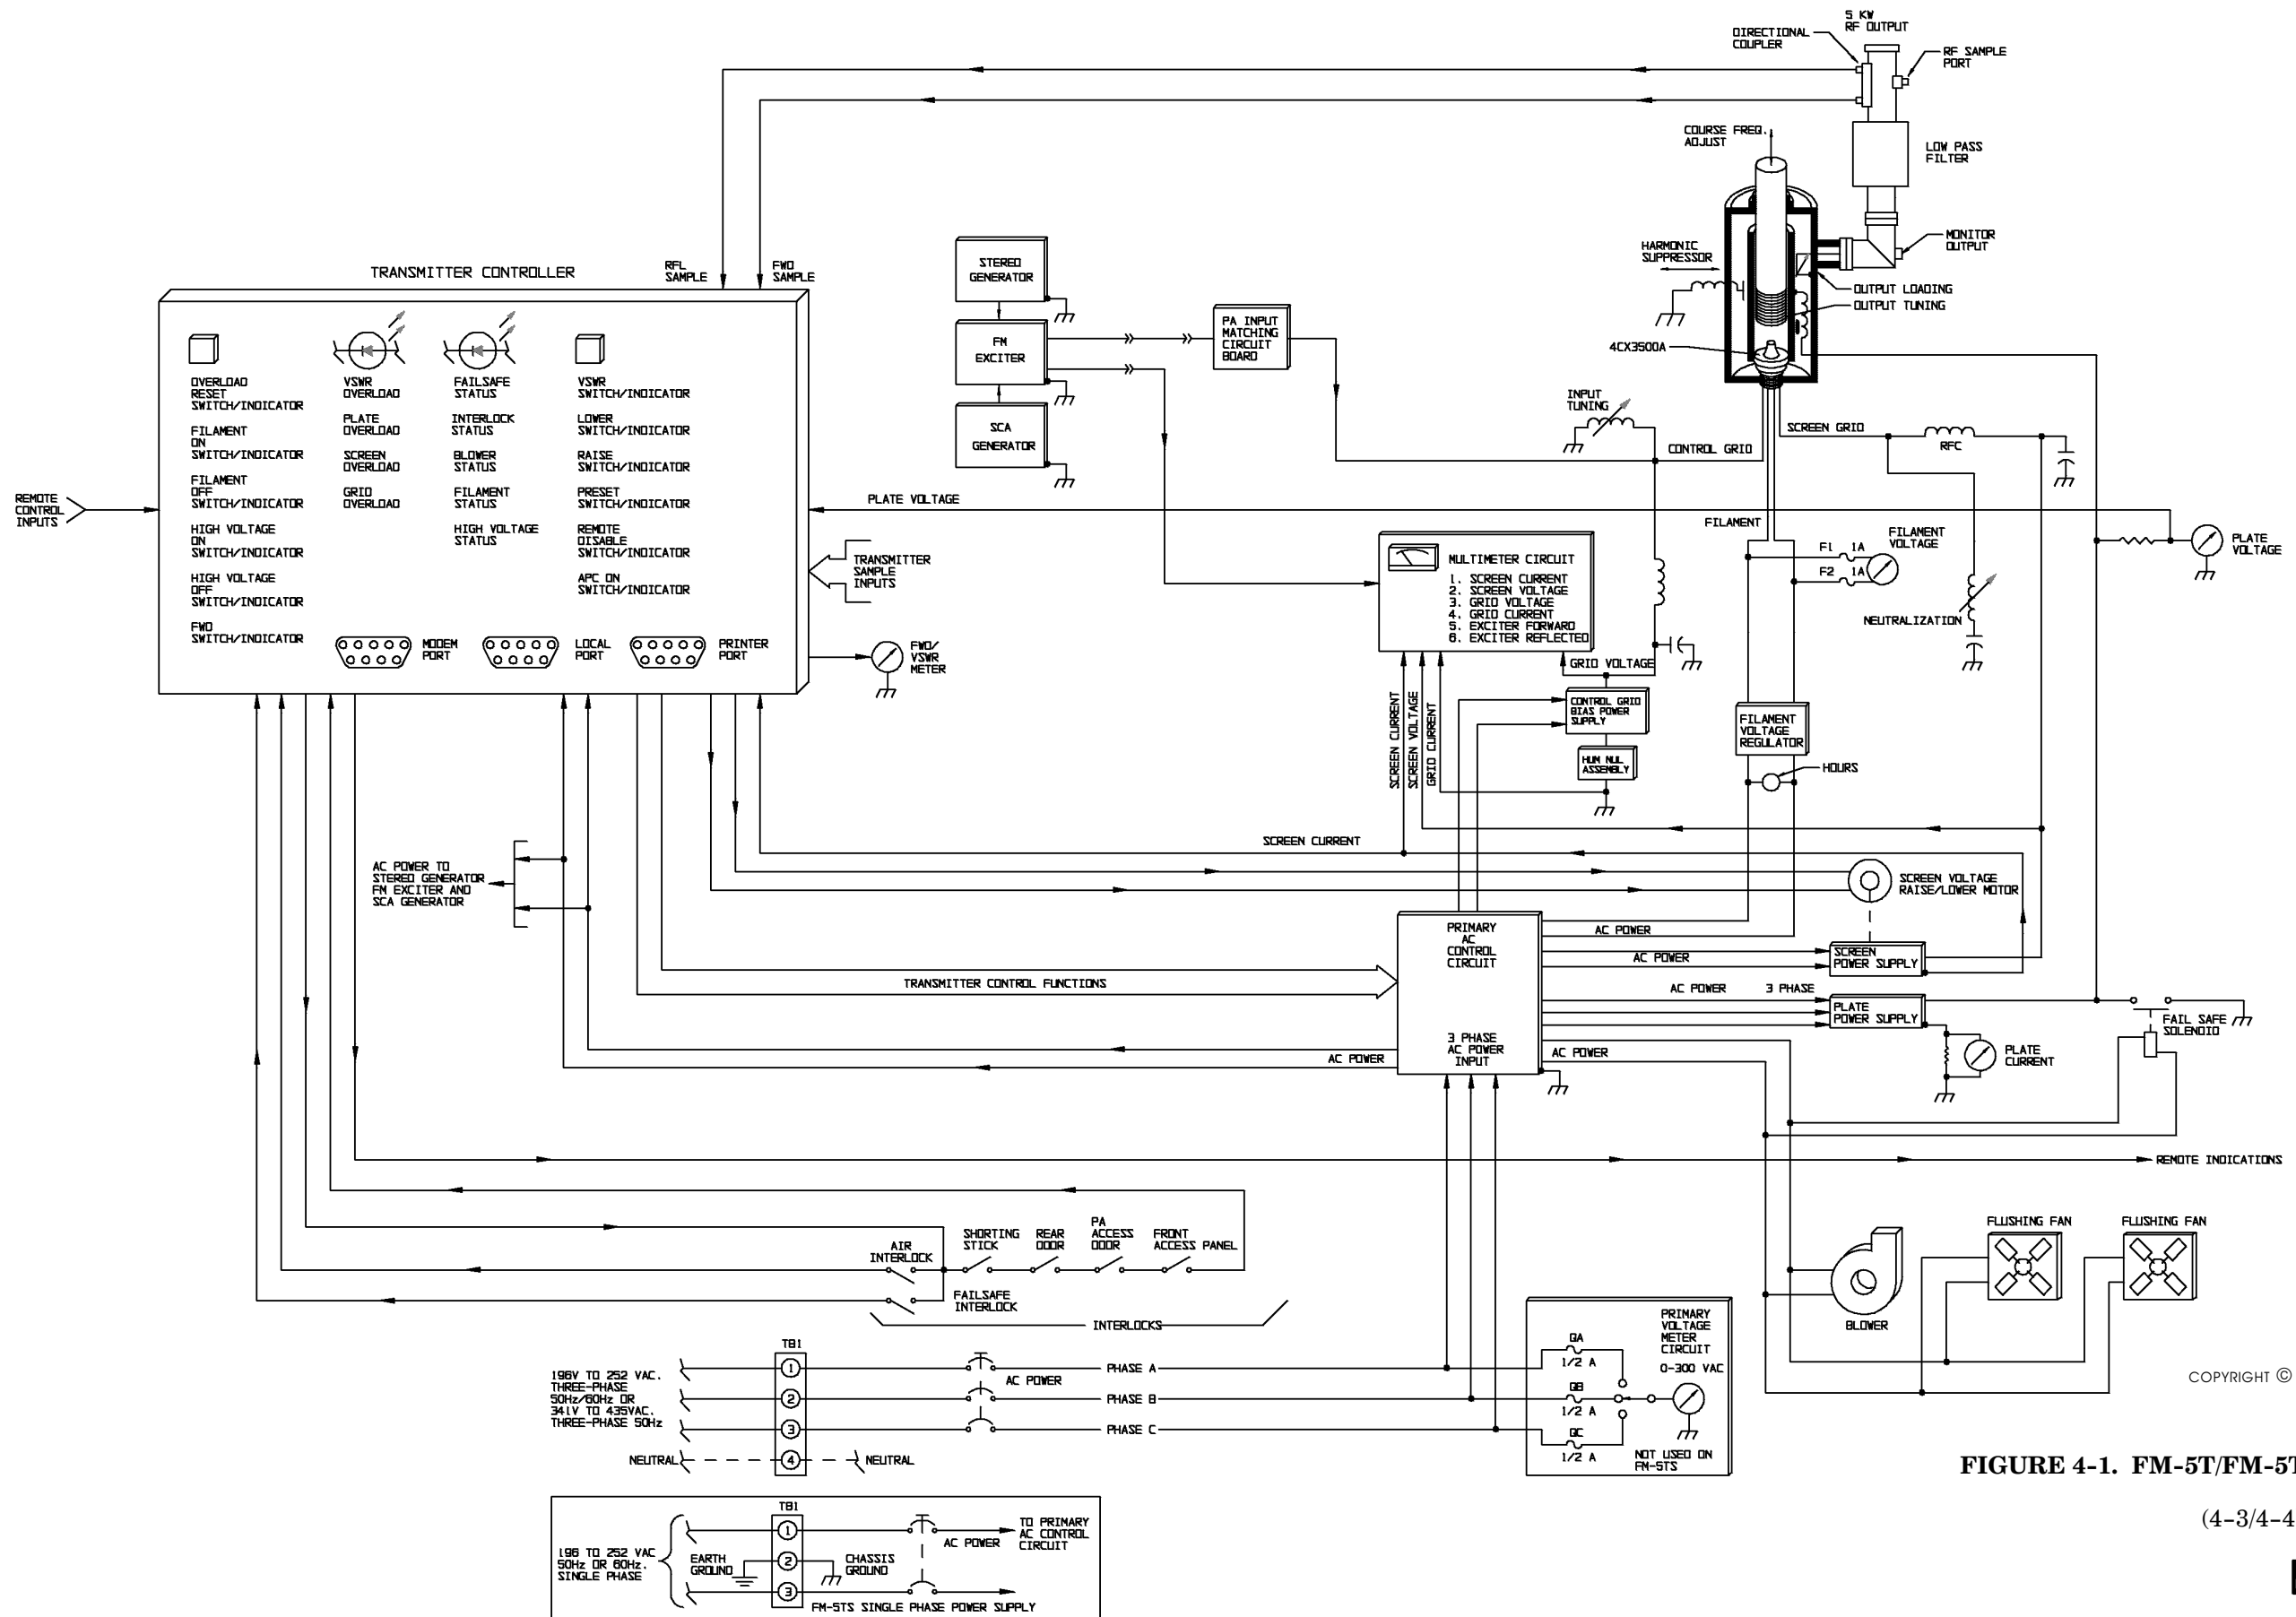 5 KW
RF OUTPUT
DIRECTIONAL
COUPLER
RF SAMPLE
PORT
COURSE FREQ.
ADJUST
LOW PASS
FILTER
HARMONIC
SUPPRESSOR
MONITOR
OUTPUT
OUTPUT LOADING
OUTPUT TUNING
4CX3500A
TRANSMITTER CONTROLLER
RFL
SAMPLE
FWD
SAMPLE
STEREO
GENERATOR
FM
EXCITER
SCA
GENERATOR
PA INPUT
MATCHING
CIRCUIT
BOARD
INPUT
TUNING
CONTROL GRID
SCREEN GRID
RFC
OVERLOAD
RESET
SWITCH/INDICATOR
FILAMENT
ON
SWITCH/INDICATOR
FILAMENT
OFF
SWITCH/INDICATOR
HIGH VOLTAGE
ON
SWITCH/INDICATOR
HIGH VOLTAGE
OFF
SWITCH/INDICATOR
FWD
SWITCH/INDICATOR
VSWR
OVERLOAD
PLATE
OVERLOAD
SCREEN
OVERLOAD
GRID
OVERLOAD
FAILSAFE
STATUS
INTERLOCK
STATUS
BLOWER
STATUS
FILAMENT
STATUS
HIGH VOLTAGE
STATUS
VSWR
SWITCH/INDICATOR
LOWER
SWITCH/INDICATOR
RAISE
SWITCH/INDICATOR
PRESET
SWITCH/INDICATOR
REMOTE
DISABLE
SWITCH/INDICATOR
APC ON
SWITCH/INDICATOR
MODEM
PORT
LOCAL
PORT
PRINTER
PORT
REMOTE
CONTROL
INPUTS
PLATE VOLTAGE
TRANSMITTER
SAMPLE
INPUTS
FWD/
VSWR
METER
MULTIMETER CIRCUIT
1. SCREEN CURRENT
2. SCREEN VOLTAGE
3. GRID VOLTAGE
4. GRID CURRENT
5. EXCITER FORWARD
6. EXCITER REFLECTED
FILAMENT
F1 1A
F2 1A
FILAMENT
VOLTAGE
PLATE
VOLTAGE
NEUTRALIZATION
GRID VOLTAGE
SCREEN CURRENT
SCREEN VOLTAGE
GRID CURRENT
CONTROL GRID
BIAS POWER
SUPPLY
HUM NUL
ASSEMBLY
FILAMENT
VOLTAGE
REGULATOR
HOURS
SCREEN CURRENT
AC POWER TO
STEREO GENERATOR
FM EXCITER AND
SCA GENERATOR
SCREEN VOLTAGE
RAISE/LOWER MOTOR
PRIMARY
AC
CONTROL
CIRCUIT
3 PHASE
AC POWER
INPUT
AC POWER
AC POWER
SCREEN
POWER SUPPLY
TRANSMITTER CONTROL FUNCTIONS
AC POWER 3 PHASE
PLATE
POWER SUPPLY
FAIL SAFE
SOLENOID
AC POWER
AC POWER
PLATE
CURRENT
REMOTE INDICATIONS
AIR
INTERLOCK
SHORTING
STICK
REAR
DOOR
PA
ACCESS
DOOR
FRONT
ACCESS PANEL
FAILSAFE
INTERLOCK
INTERLOCKS
BLOWER
FLUSHING FAN
FLUSHING FAN
196V TO 252 VAC.
THREE-PHASE
50Hz/60Hz OR
341V TO 435VAC.
THREE-PHASE 50Hz
TB1
1
2
3
4
AC POWER
PHASE A
PHASE B
PHASE C
NEUTRAL
NEUTRAL
PRIMARY
VOLTAGE
METER
CIRCUIT
0-300 VAC
QA
1/2 A
QB
1/2 A
QC
1/2 A
NOT USED ON
FM-5TS
COPYRIGHT ©
FIGURE 4-1. FM-5T/FM-5T
(4-3/4-4
TB1
1
2
3
196 TO 252 VAC
50Hz OR 60Hz.
SINGLE PHASE
EARTH
GROUND
CHASSIS
GROUND
AC POWER
TO PRIMARY
AC CONTROL
CIRCUIT
FM-5TS SINGLE PHASE POWER SUPPLY